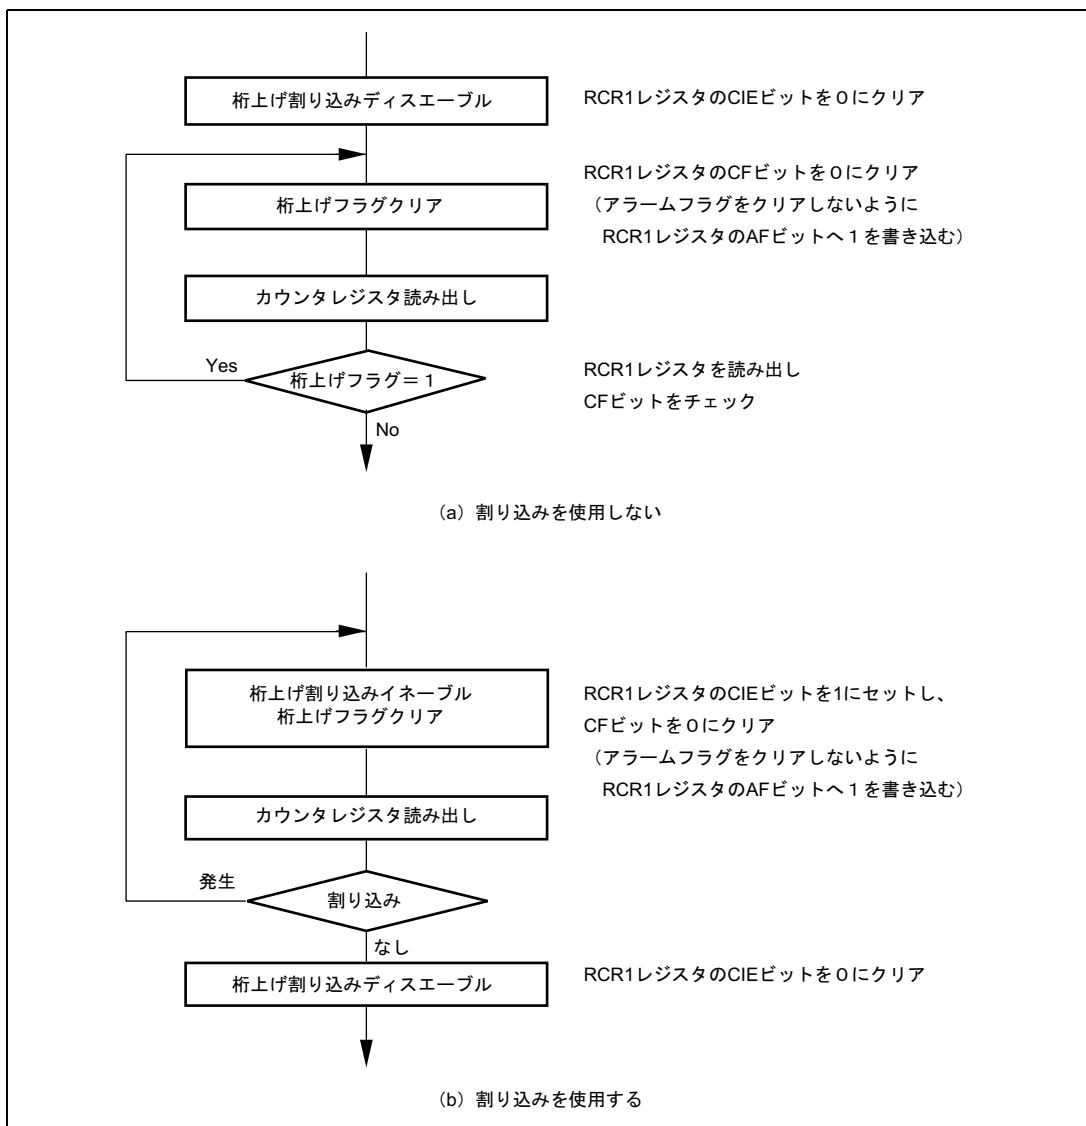 桁上げ割り込みディスエーブル
RCR1レジスタのCIEビットを０にクリア
桁上げフラグクリア
RCR1レジスタのCFビットを０にクリア
（アラームフラグをクリアしないように
RCR1レジスタのAFビットへ１を書き込む）
カウンタレジスタ読み出し
Yes
桁上げフラグ＝１
RCR1レジスタを読み出し
CFビットをチェック
No
（a）割り込みを使用しない
桁上げ割り込みイネーブル
桁上げフラグクリア
RCR1レジスタのCIEビットを1にセットし、
CFビットを０にクリア
（アラームフラグをクリアしないように
RCR1レジスタのAFビットへ１を書き込む）
カウンタレジスタ読み出し
発生
割り込み
なし
桁上げ割り込みディスエーブル
RCR1レジスタのCIEビットを０にクリア
（b）割り込みを使用する